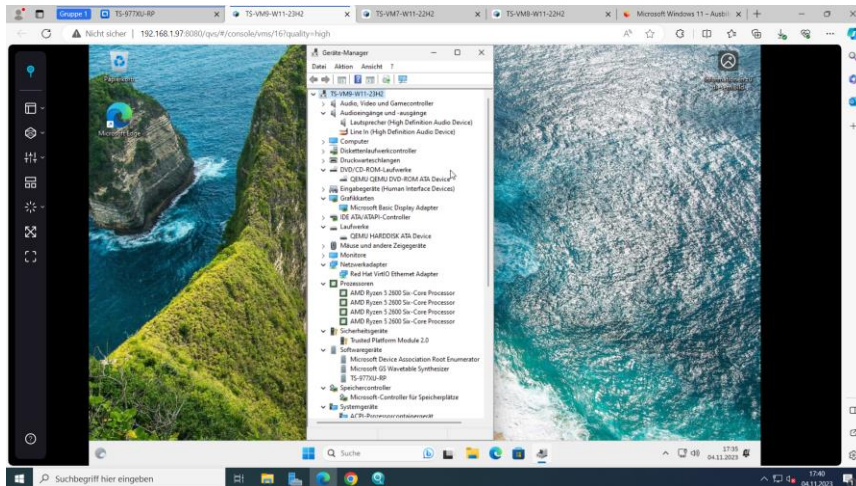 Gruppe 1
TS-977XU-RP
TS-VM9-W11-23H2
TS-VM7-W11-22H2
TS-VM8-W11-22H2
Microsoft Windows 11 – Ausbil
Nicht sicher
192.168.1.97:8080/qvs/#/console/vms/16?quality=high
Papierkorb
Microsoft Edge
Geräte-Manager
Datei Aktion Ansicht ?
TS-VM9-W11-23H2
Audio, Video und Gamecontroller
Audioeingänge und -ausgänge
Lautsprecher (High Definition Audio Device)
Line In (High Definition Audio Device)
Computer
Diskettenlaufwerkcontroller
Druckwarteschlangen
DVD/CD-ROM-Laufwerke
QEMU QEMU DVD-ROM ATA Device
Eingabegeräte (Human Interface Devices)
Grafikkarten
Microsoft Basic Display Adapter
IDE ATA/ATAPI-Controller
Laufwerke
QEMU HARDDISK ATA Device
Mäuse und andere Zeigegeräte
Monitore
Netzwerkadapter
Red Hat VirtIO Ethernet Adapter
Prozessoren
AMD Ryzen 5 2600 Six-Core Processor
AMD Ryzen 5 2600 Six-Core Processor
AMD Ryzen 5 2600 Six-Core Processor
AMD Ryzen 5 2600 Six-Core Processor
Sicherheitsgeräte
Trusted Platform Module 2.0
Softwaregeräte
Microsoft Device Association Root Enumerator
Microsoft GS Wavetable Synthesizer
TS-977XU-RP
Speichercontroller
Microsoft-Controller für Speicherplätze
Systemgeräte
ACPI-Prozessorcontainergerät
Suche
17:35
04.11.2023
Suchbegriff hier eingeben
17:40
04.11.2023